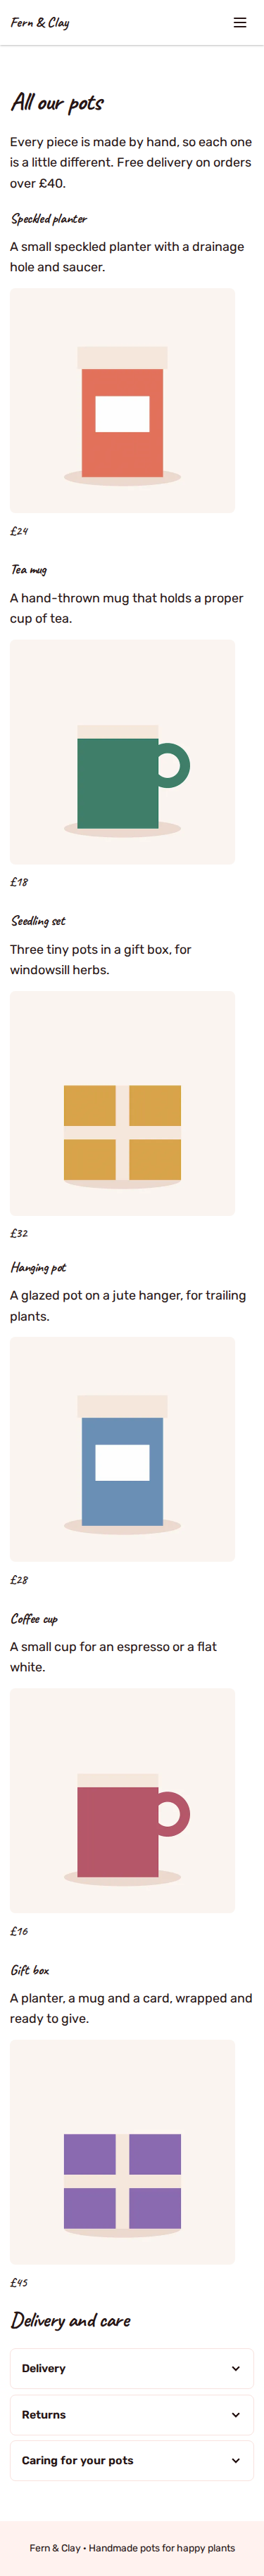 Fern & Clay
All our pots
Every piece is made by hand, so each one
is a little different. Free delivery on orders
over £40.
Speckled planter
A small speckled planter with a drainage
hole and saucer.
£24
Tea mug
A hand-thrown mug that holds a proper
cup of tea.
£18
Seedling set
Three tiny pots in a gift box, for
windowsill herbs.
£32
Hanging pot
A glazed pot on a jute hanger, for trailing
plants.
£28
Coffee cup
A small cup for an espresso or a flat
white.
£16
Gift box
A planter, a mug and a card, wrapped and
ready to give.
£45
Delivery and care
Delivery
Returns
Caring for your pots
Fern & Clay • Handmade pots for happy plants